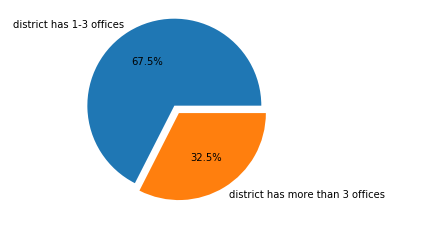 district has 1-3 offices
67.5%
32.5%
district has more than 3 offices